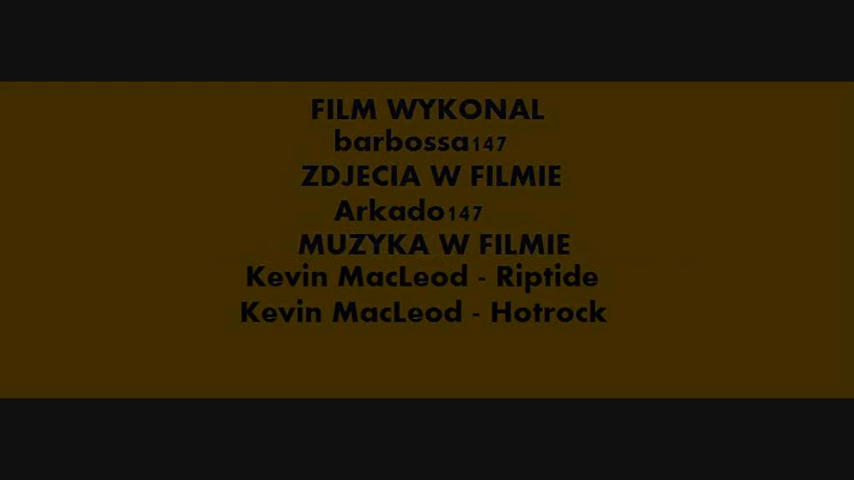 FILM WYKONAL
barbossa147
ZDJECIA W FILMIE
Arkado147
MUZYKA W FILMIE
Kevin MacLeod - Riptide
Kevin MacLeod - Hotrock